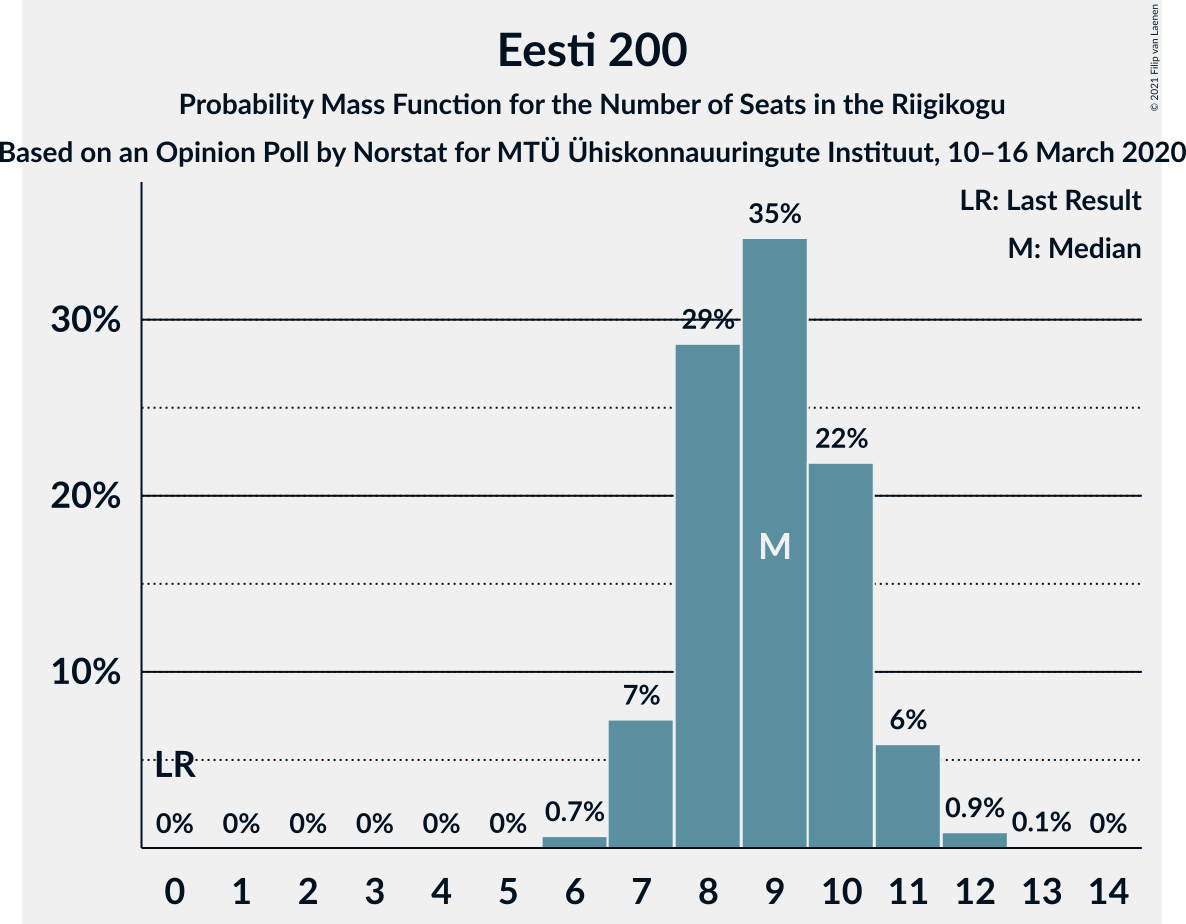 Eesti 200
Probability Mass Function for the Number of Seats in the Riigikogu
Based on an Opinion Poll by Norstat for MTÜ Ühiskonnauuringute Instituut, 10–16 March 2020
© 2021 Filip van Laenen
LR: Last Result
M: Median
35%
30%
29%
22%
20%
M
10%
7%
6%
LR
0% 0% 0% 0% 0% 0% 0.7% 0.9% 0.1% 0%
0 1 2 3 4 5 6 7 8 9 10 11 12 13 14